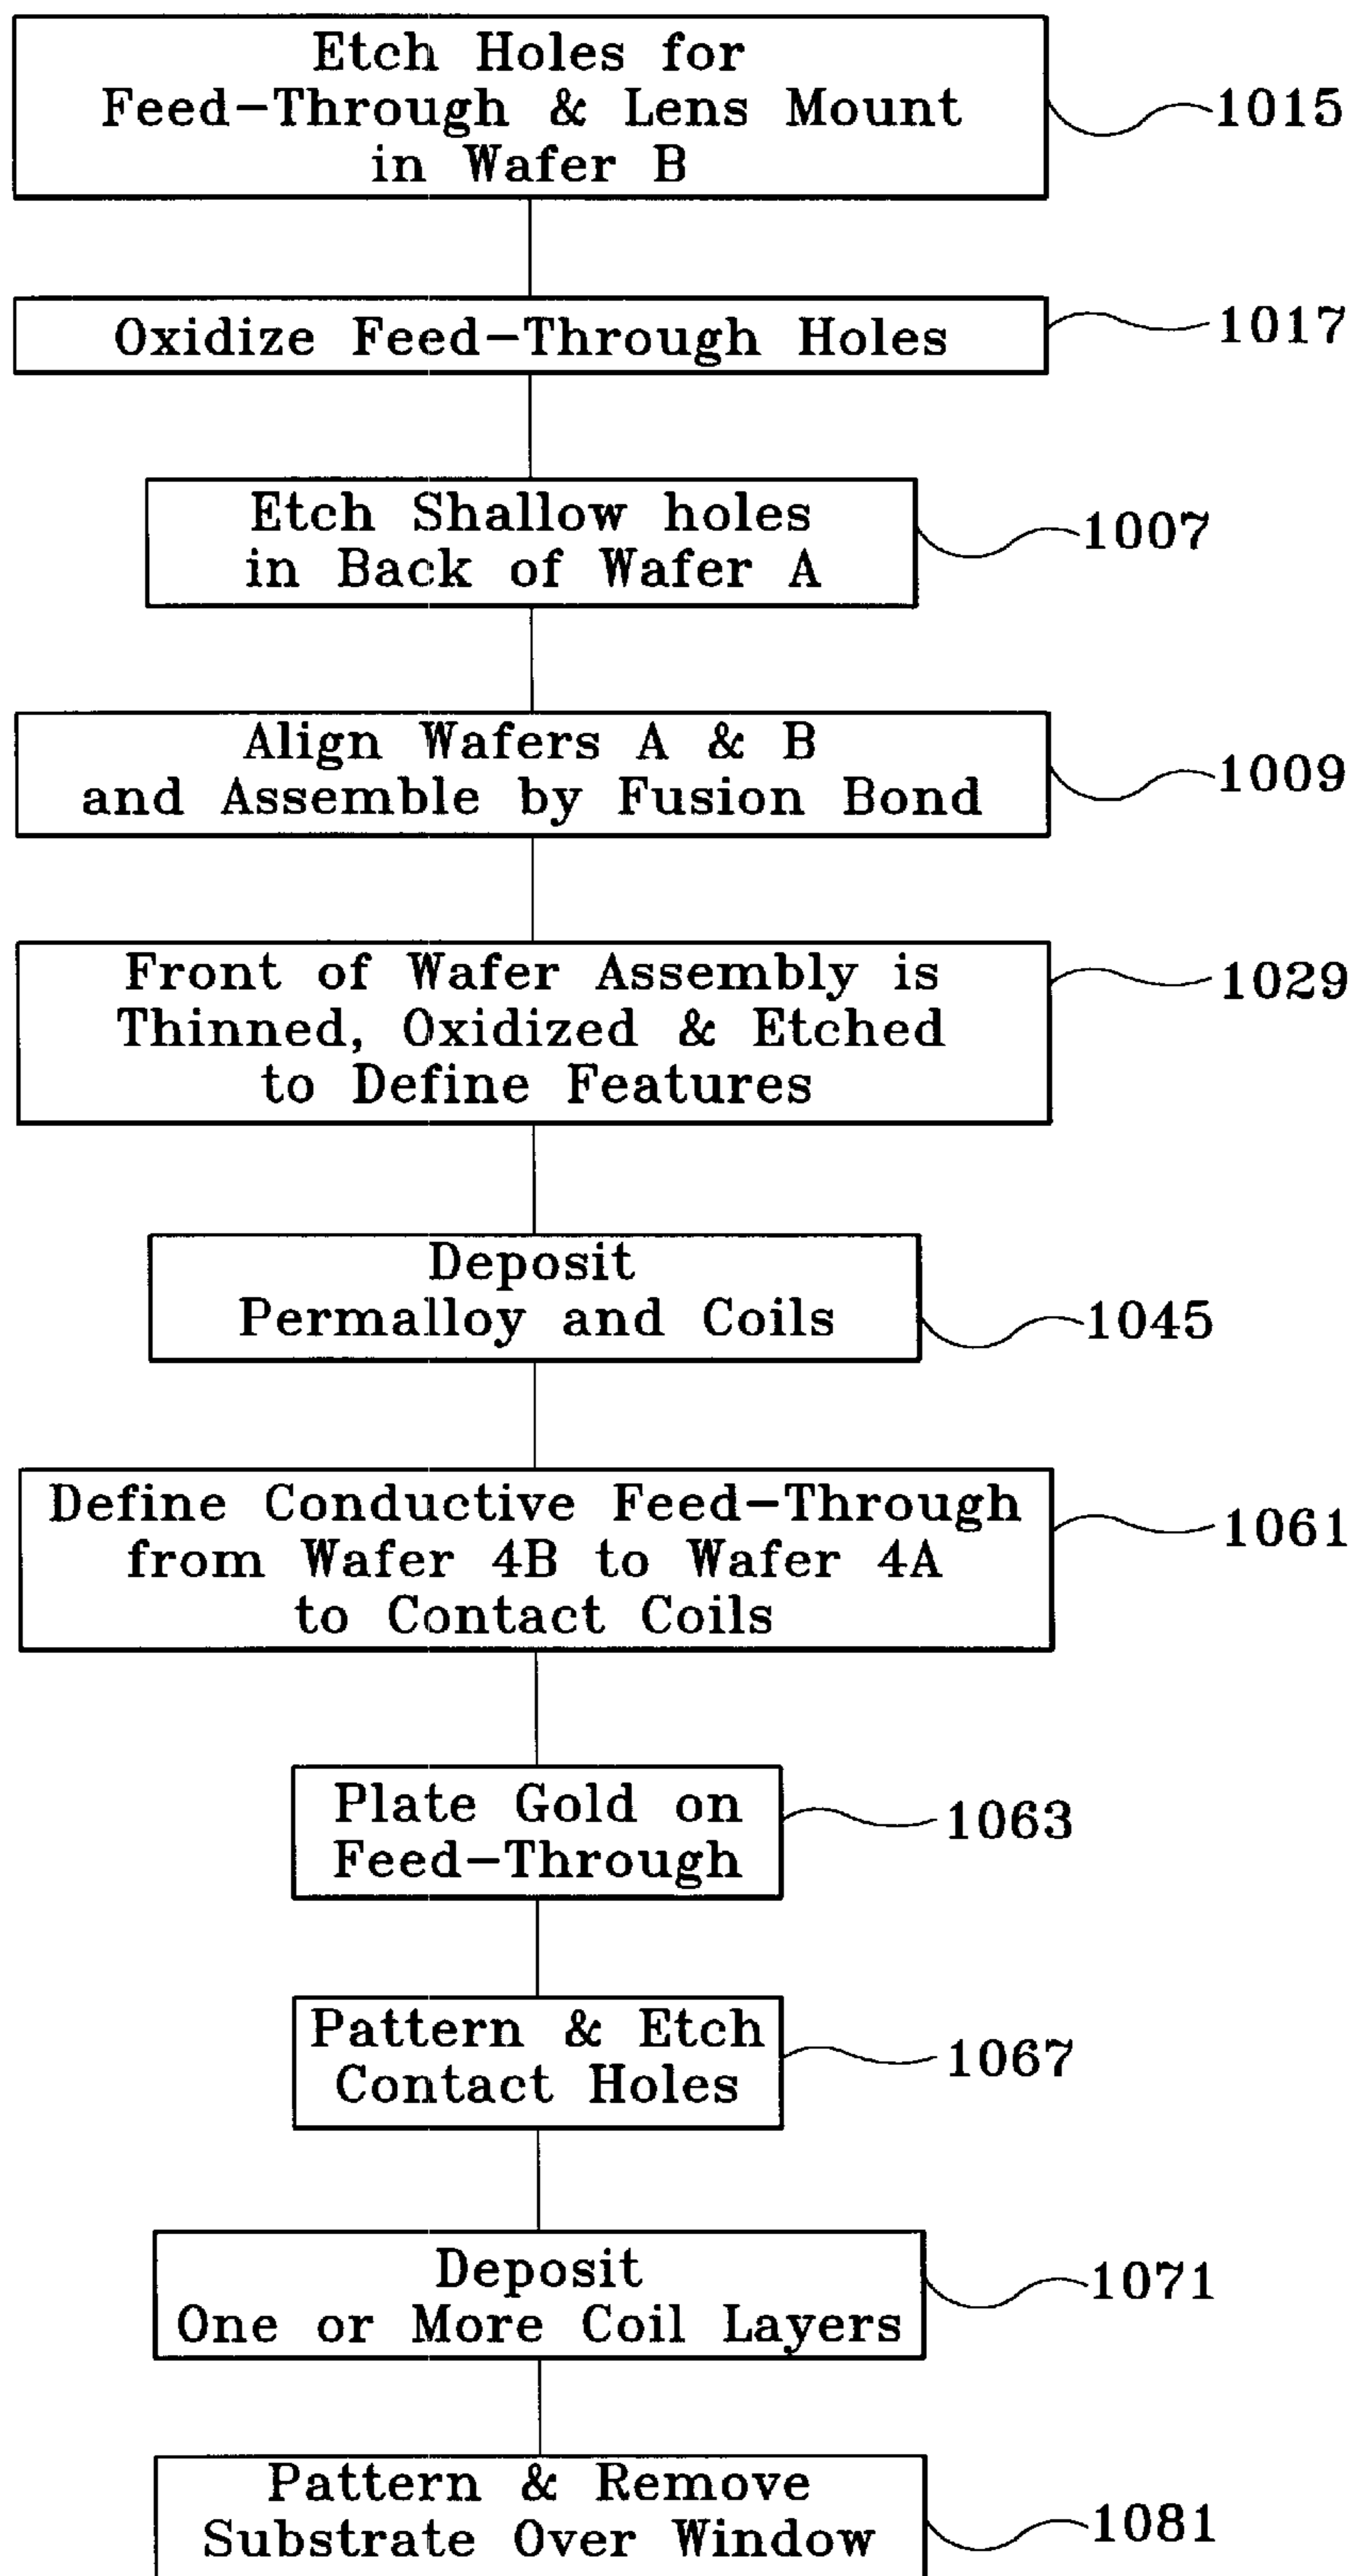 Etch Holes for
Feed-Through & Lens Mount
in Wafer B
1015
Oxidize Feed-Through Holes
1017
Etch Shallow holes
in Back of Wafer A
1007
Align Wafers A & B
and Assemble by Fusion Bond
1009
Front of Wafer Assembly is
Thinned, Oxidized & Etched
to Define Features
1029
Deposit
Permalloy and Coils
1045
Define Conductive Feed-Through
from Wafer 4B to Wafer 4A
to Contact Coils
1061
Plate Gold on
Feed-Through
1063
Pattern & Etch
Contact Holes
1067
Deposit
One or More Coil Layers
1071
Pattern & Remove
Substrate Over Window
1081